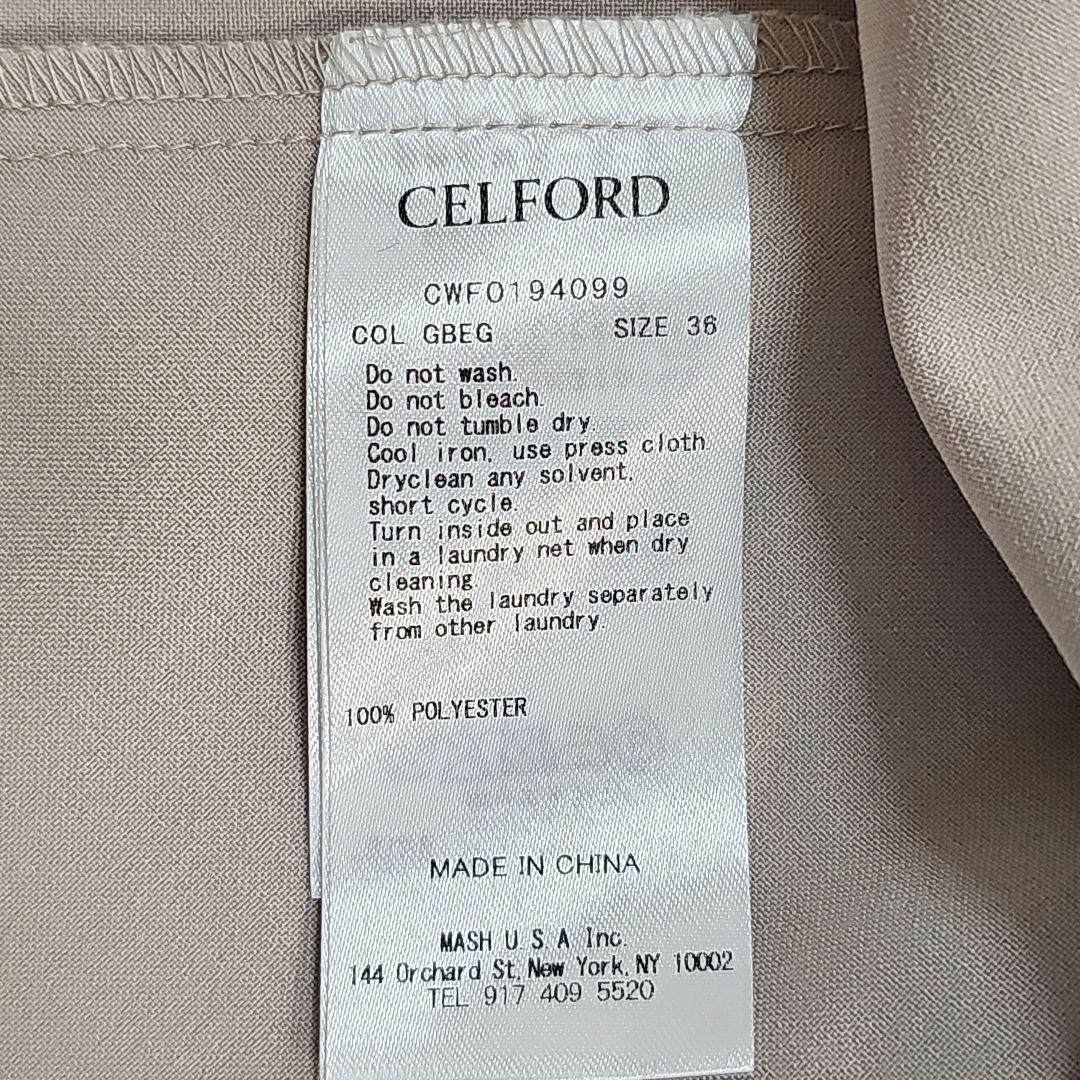 CELFORD
CWFO194099
COL GBEG SIZE 36
Do not wash.
Do not bleach.
Do not tumble dry.
Cool iron, use press cloth.
Dryclean any solvent,
short cycle.
Turn inside out and place
in a laundry net when dry
cleaning.
Wash the laundry separately
from other laundry.
100% POLYESTER
MADE IN CHINA
MASH U.S.A Inc.
144 Orchard St, New York, NY 10002
TEL 917 409 5520